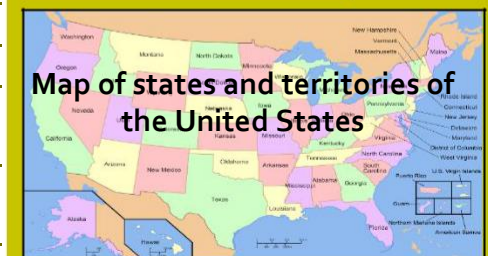 Map of states and territories of
the United States
Washington
Montana
North Dakota
Minnesota
New Hampshire
Vermont
Massachusetts
Maine
Oregon
Nevada
Nebraska
Iowa
Pennsylvania
Rhode Island
Connecticut
New Jersey
Delaware
Maryland
District of Columbia
West Virginia
California
Kansas
Missouri
Kentucky
Virginia
Arizona
New Mexico
Oklahoma
Arkansas
Tennessee
North Carolina
South
Carolina
Texas
Louisiana
Mississippi
Alabama
Georgia
Florida
Puerto Rico
U.S. Virgin Islands
Guam
Northern Mariana Islands
American Samoa
Alaska
Hawaii